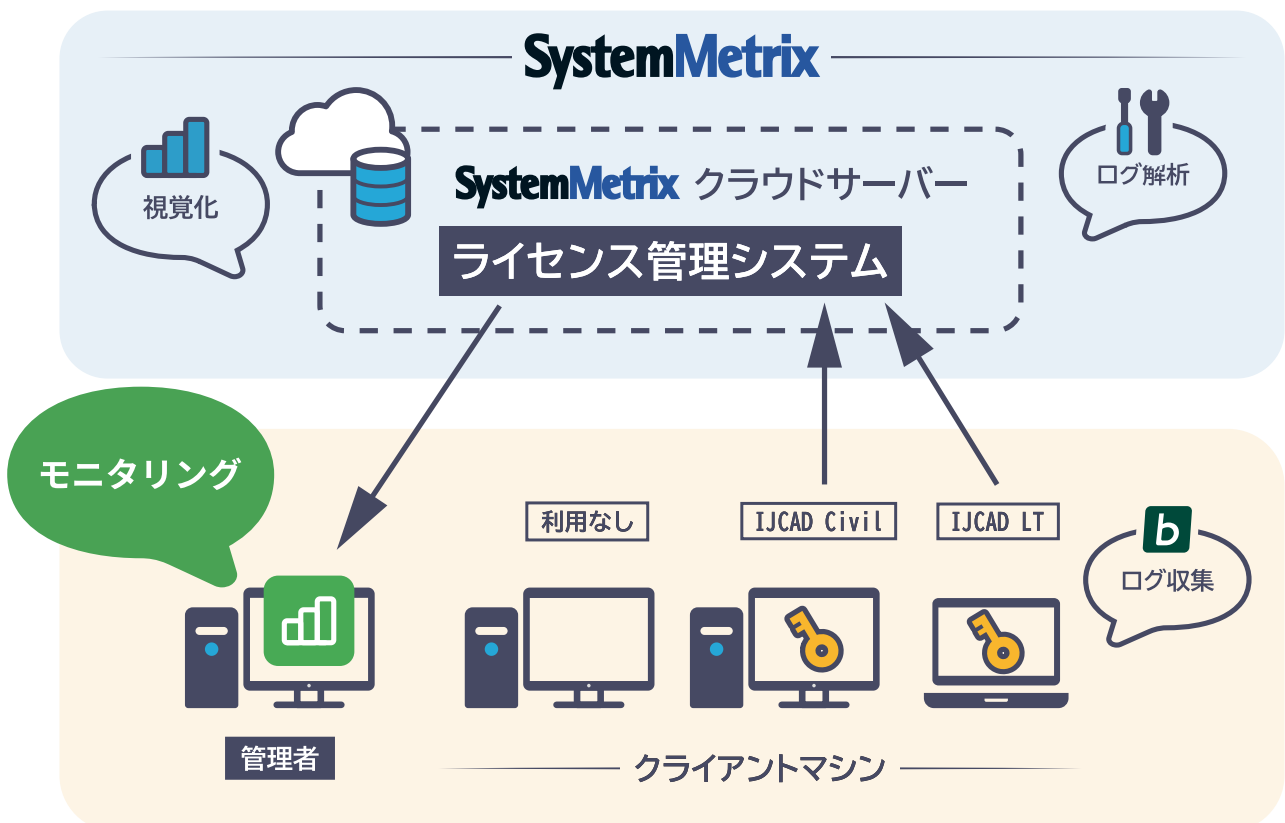 SystemMetrix
視覚化
SystemMetrix クラウドサーバー
ログ解析
ライセンス管理システム
モニタリング
利用なし
IJCAD Civil
IJCAD LT
b
ログ収集
管理者
クライアントマシン